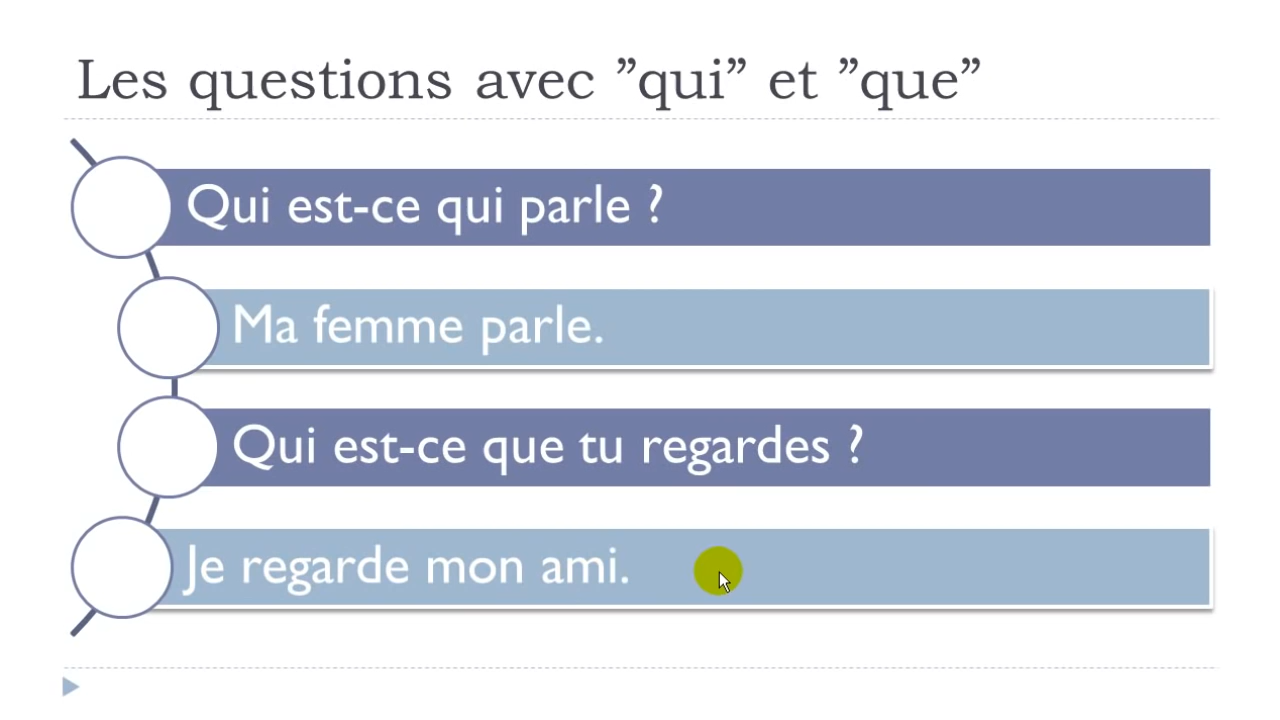 Les questions avec ”qui” et ”que”
Qui est-ce qui parle ?
Ma femme parle.
Qui est-ce que tu regardes ?
Je regarde mon ami.